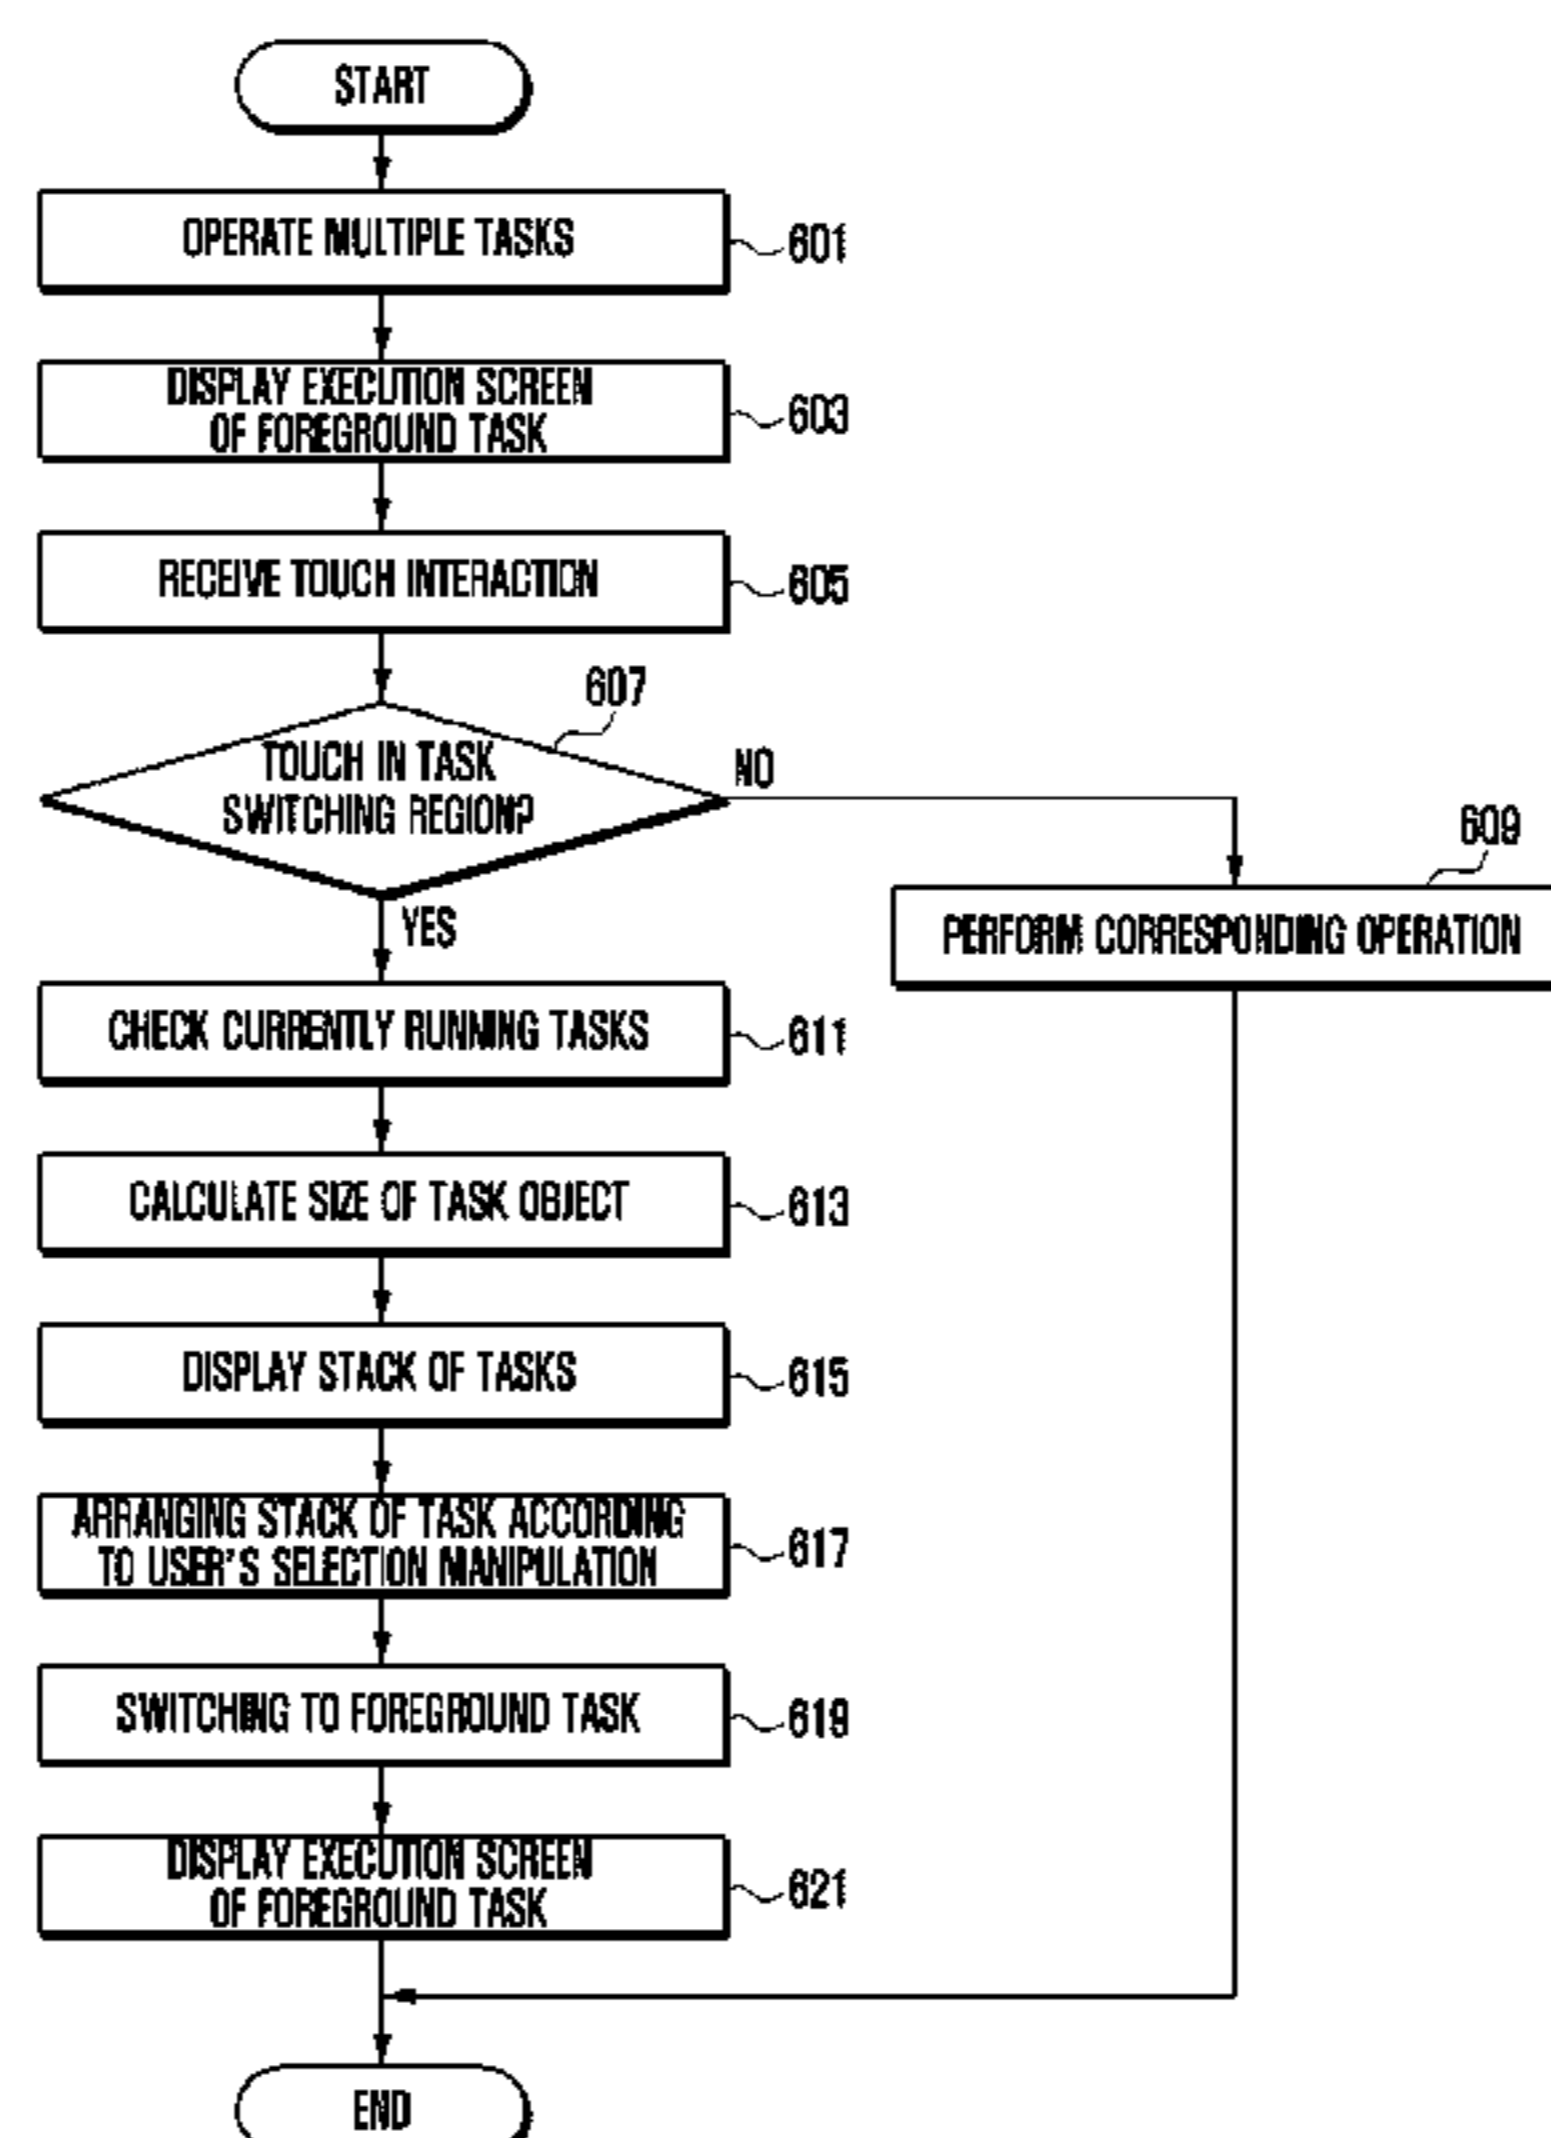 START
OPERATE MULTIPLE TASKS
601
DISPLAY EXECUTION SCREEN
OF FOREGROUND TASK
603
RECEIVE TOUCH INTERACTION
605
607
TOUCH IN TASK
SWITCHING REGION?
NO
YES
609
PERFORM CORRESPONDING OPERATION
CHECK CURRENTLY RUNNING TASKS
611
CALCULATE SIZE OF TASK OBJECT
613
DISPLAY STACK OF TASKS
615
ARRANGING STACK OF TASK ACCORDING
TO USER'S SELECTION MANIPULATION
617
SWITCHING TO FOREGROUND TASK
619
DISPLAY EXECUTION SCREEN
OF FOREGROUND TASK
621
END